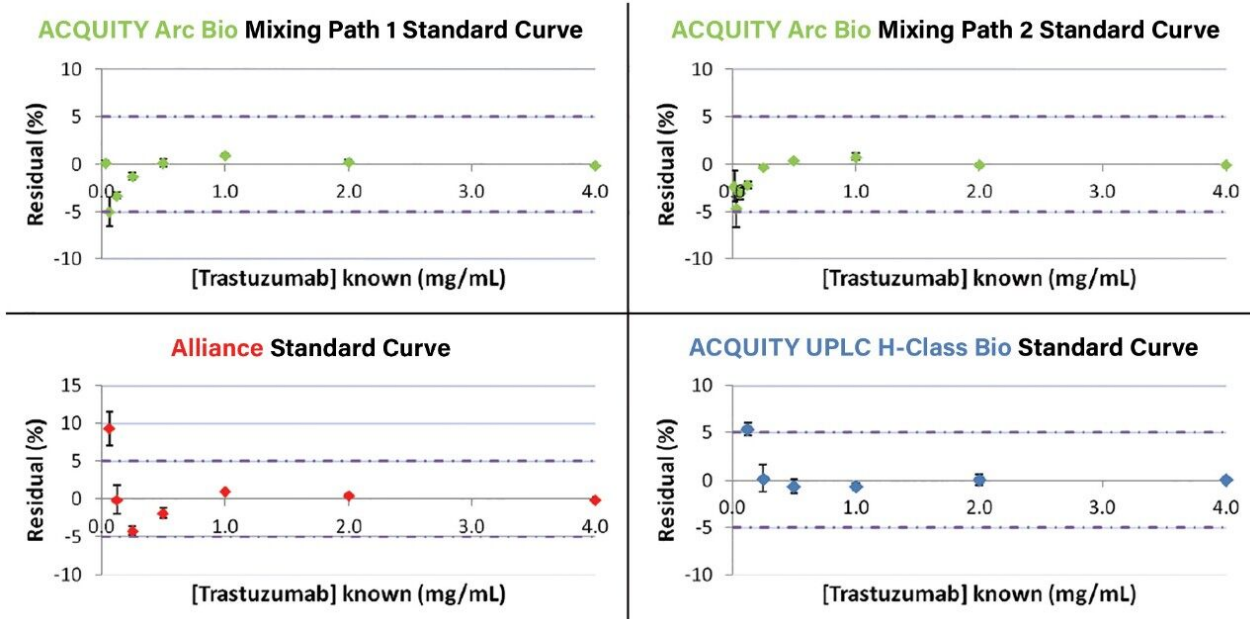 ACQUITY Arc Bio Mixing Path 1 Standard Curve
10
5
0
-5
-10
Residual (%)
0.0 1.0 2.0 3.0 4.0
[Trastuzumab] known (mg/mL)
ACQUITY Arc Bio Mixing Path 2 Standard Curve
10
5
0
-5
-10
Residual (%)
0.0 1.0 2.0 3.0 4.0
[Trastuzumab] known (mg/mL)
Alliance Standard Curve
15
10
5
0
-5
-10
Residual (%)
0.0 1.0 2.0 3.0 4.0
[Trastuzumab] known (mg/mL)
ACQUITY UPLC H-Class Bio Standard Curve
10
5
0
-5
-10
Residual (%)
0.0 1.0 2.0 3.0 4.0
[Trastuzumab] known (mg/mL)